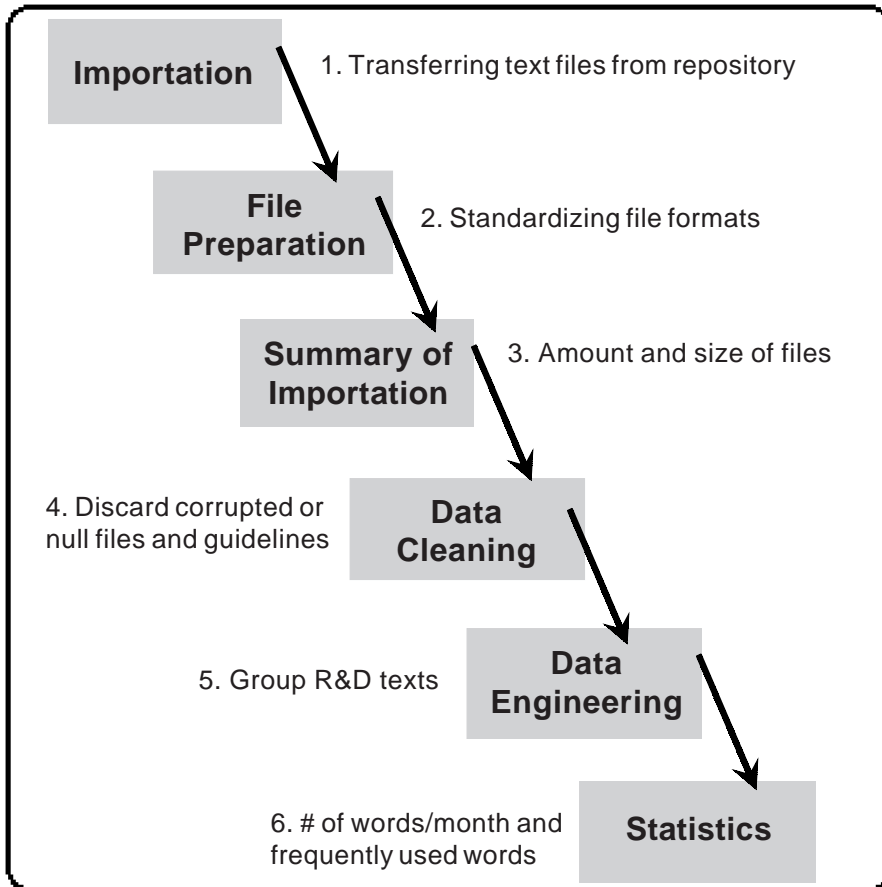 Importation
1. Transferring text files from repository
File
Preparation
2. Standardizing file formats
Summary of
Importation
3. Amount and size of files
4. Discard corrupted or
null files and guidelines
Data
Cleaning
5. Group R&D texts
Data
Engineering
6. # of words/month and
frequently used words
Statistics